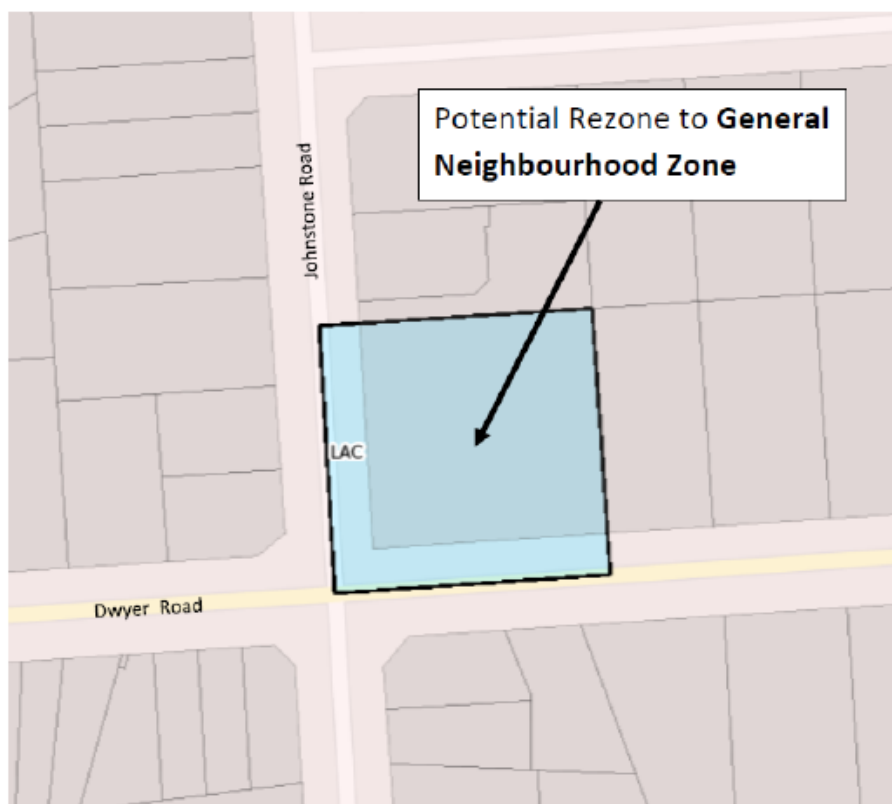 Potential Rezone to General
Neighbourhood Zone
Johnstone Road
LAC
Dwyer Road